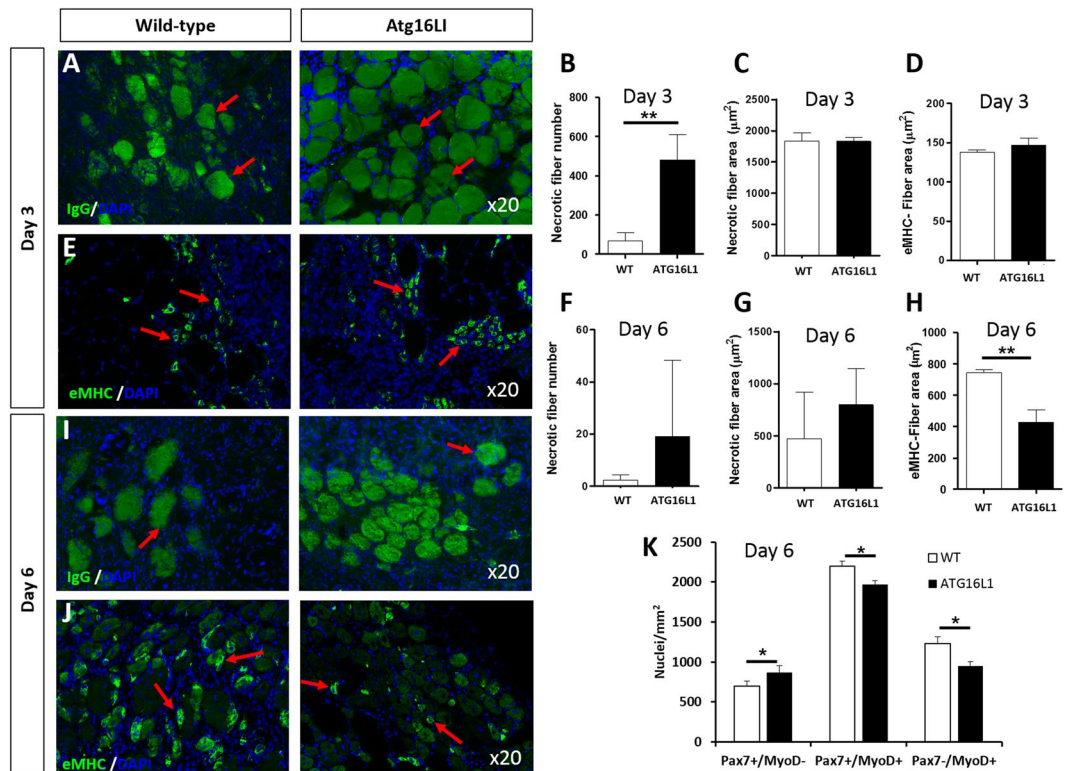 Wild-type
Atg16LI
Day 3
A
IgG/DAPI
x20
E
eMHC /DAPI
x20
Day 6
I
IgG /DAPI
x20
J
eMHC/DAPI
x20
B
Day 3
**
Necrotic fiber number
800
600
400
200
0
WT
ATG16L1
C
Day 3
Necrotic fiber area (µm²)
2500
2000
1500
1000
500
0
WT
ATG16L1
D
Day 3
eMHC- Fiber area (µm²)
200
150
100
50
0
WT
ATG16L1
F
Day 6
Necrotic fiber number
60
40
20
0
WT
ATG16L1
G
Day 6
Necrotic fiber area (µm²)
1500
1000
500
0
WT
ATG16L1
H
Day 6
**
eMHC-Fiber area
1000
800
600
400
200
0
WT
ATG16L1
K
Day 6
WT
ATG16L1
*
*
*
Nuclei/mm²
2500
2000
1500
1000
500
0
Pax7+/MyoD-
Pax7+/MyoD+
Pax7-/MyoD+